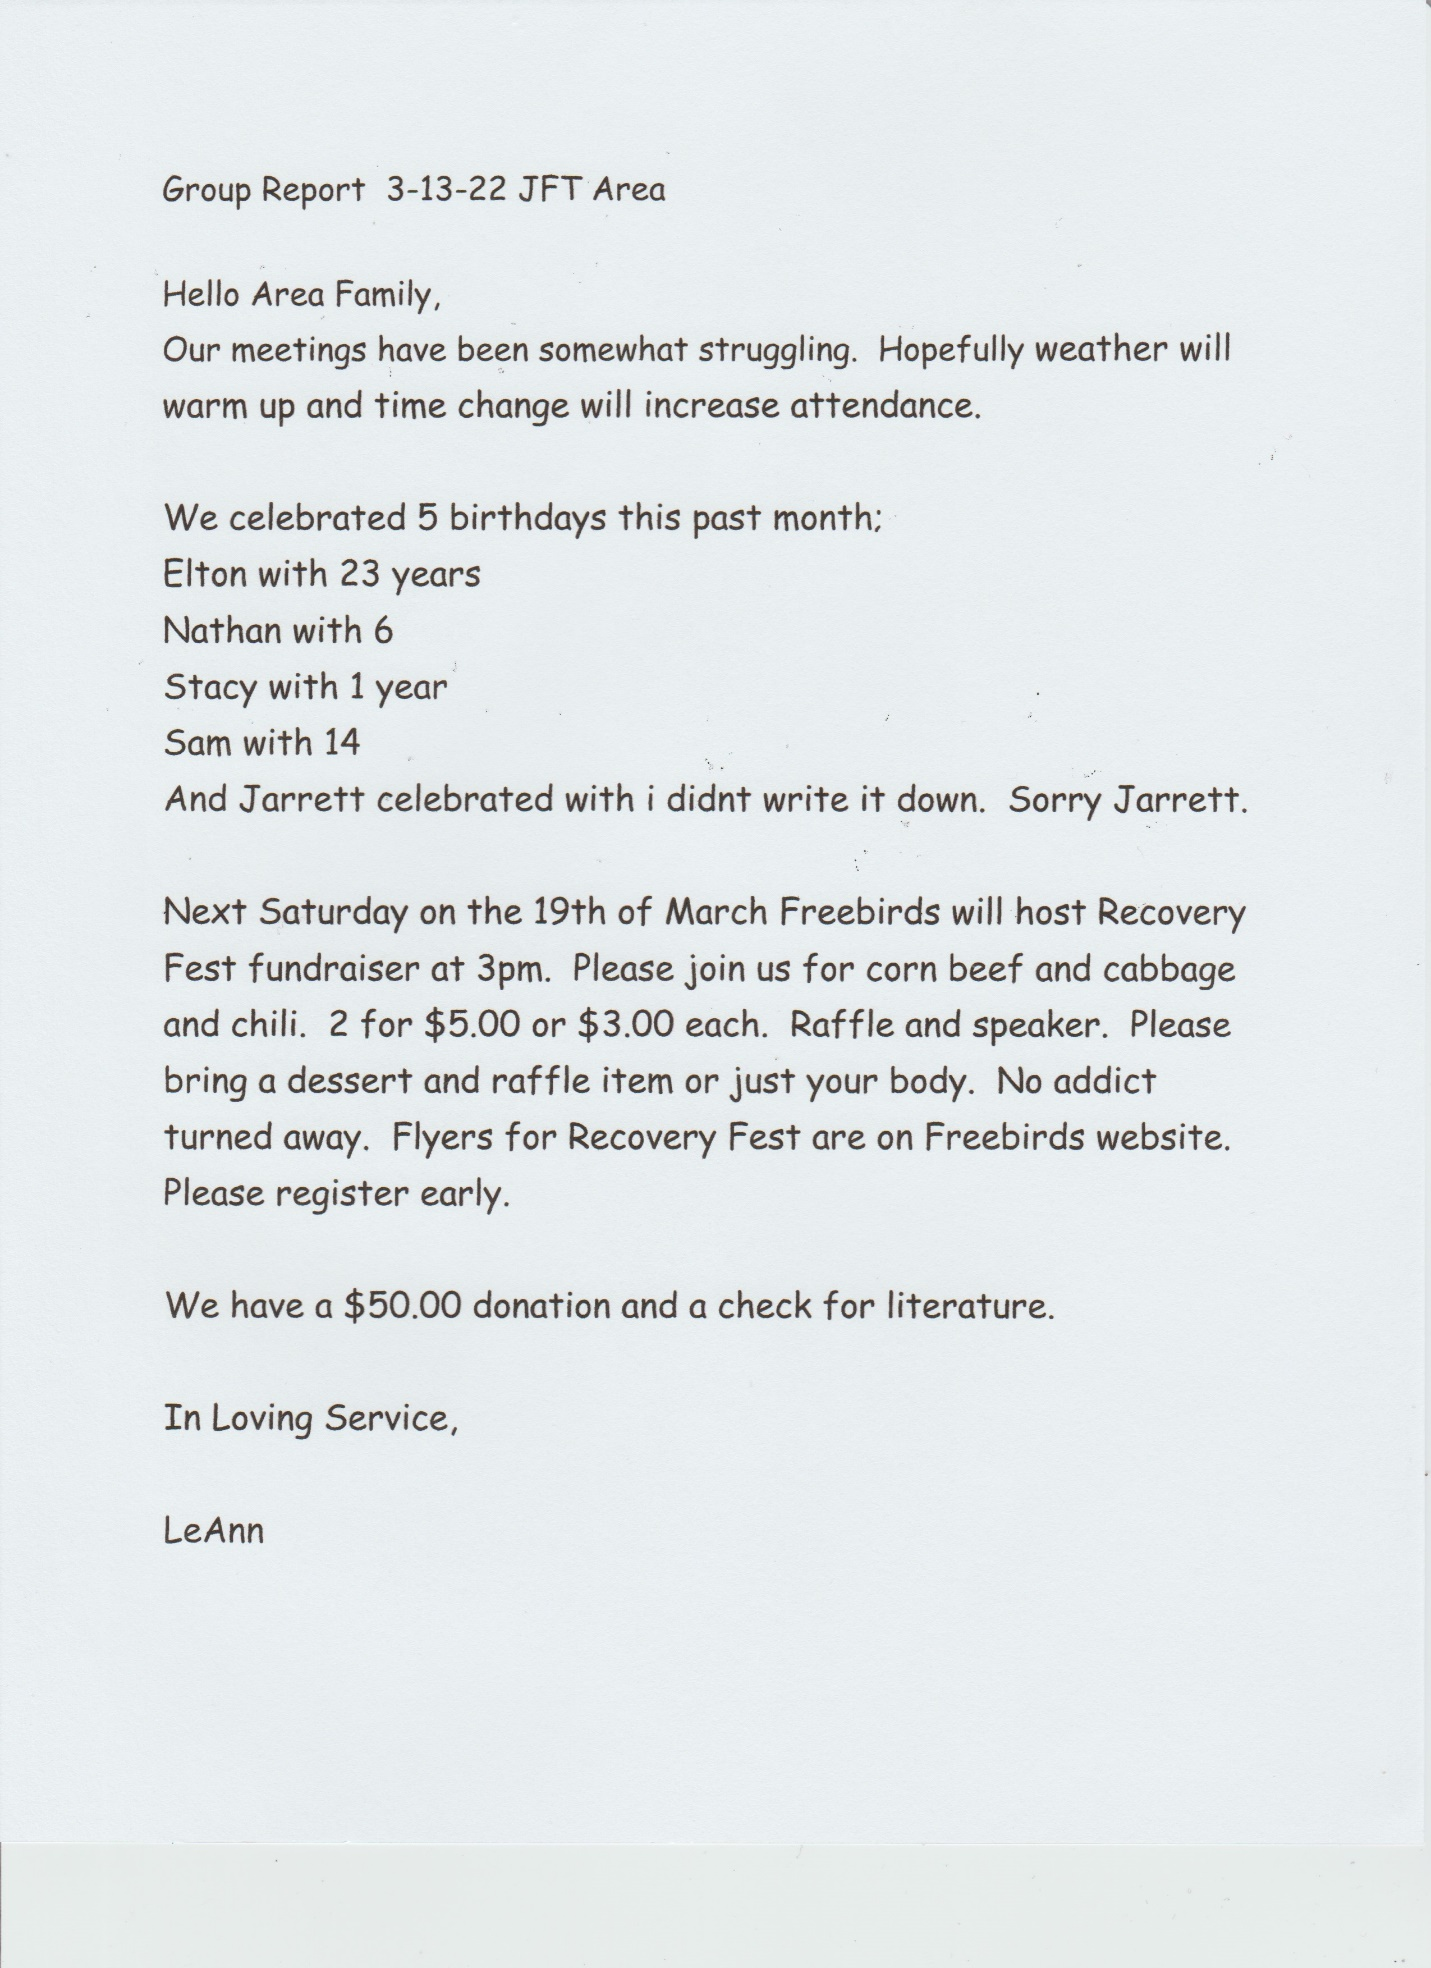 Group Report  3-13-22 JFT Area
Hello Area Family,
Our meetings have been somewhat struggling.  Hopefully weather will
warm up and time change will increase attendance.
We celebrated 5 birthdays this past month;
Elton with 23 years
Nathan with 6
Stacy with 1 year
Sam with 14
And Jarrett celebrated with i didnt write it down.  Sorry Jarrett.
Next Saturday on the 19th of March Freebirds will host Recovery
Fest fundraiser at 3pm.  Please join us for corn beef and cabbage
and chili.  2 for $5.00 or $3.00 each.  Raffle and speaker.  Please
bring a dessert and raffle item or just your body.  No addict
turned away.  Flyers for Recovery Fest are on Freebirds website.
Please register early.
We have a $50.00 donation and a check for literature.
In Loving Service,
LeAnn